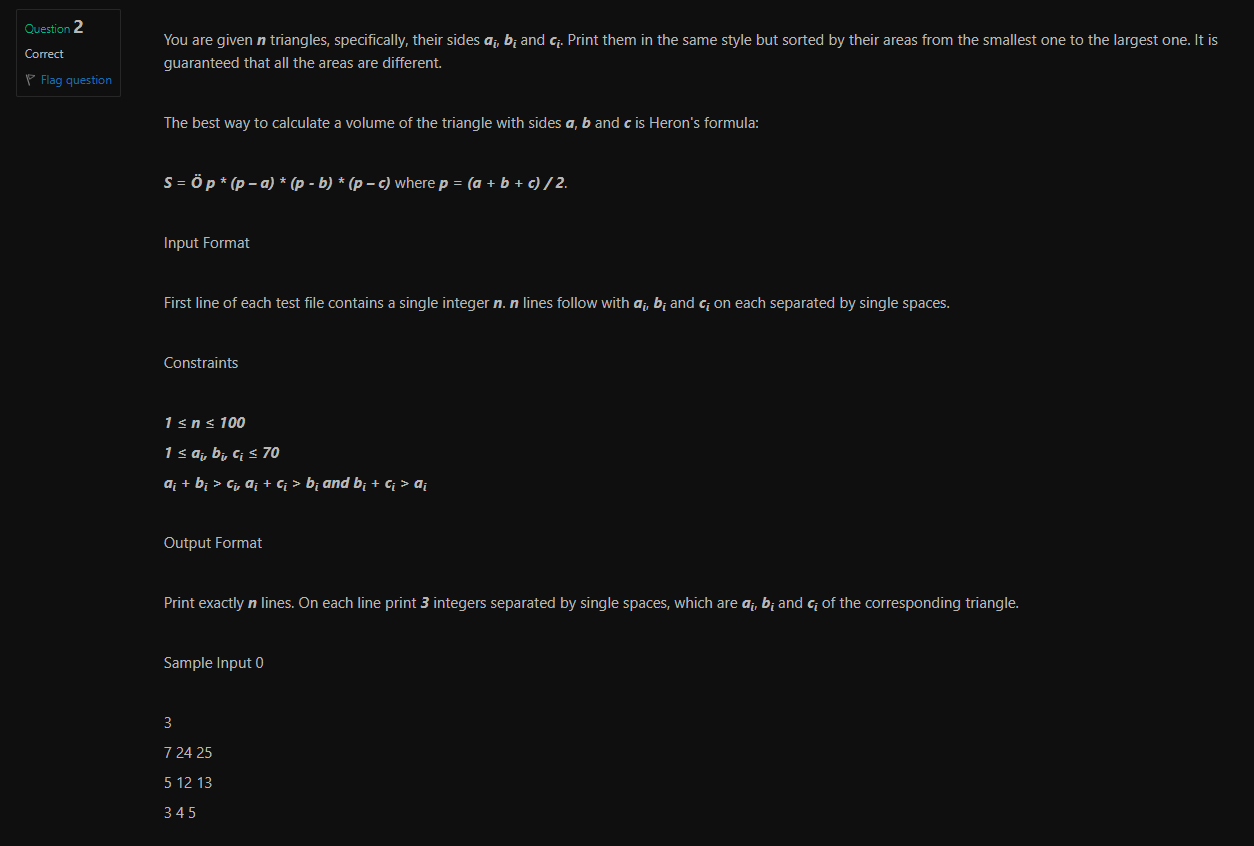 Question 2
Correct
Flag question
You are given n triangles, specifically, their sides aᵢ, bᵢ and cᵢ. Print them in the same style but sorted by their areas from the smallest one to the largest one. It is
guaranteed that all the areas are different.
The best way to calculate a volume of the triangle with sides a, b and c is Heron's formula:
S = Ö p * (p – a) * (p - b) * (p – c) where p = (a + b + c) / 2.
Input Format
First line of each test file contains a single integer n. n lines follow with aᵢ, bᵢ and cᵢ on each separated by single spaces.
Constraints
1 ≤ n ≤ 100
1 ≤ aᵢ, bᵢ, cᵢ ≤ 70
aᵢ + bᵢ > cᵢ, aᵢ + cᵢ > bᵢ and bᵢ + cᵢ > aᵢ
Output Format
Print exactly n lines. On each line print 3 integers separated by single spaces, which are aᵢ, bᵢ and cᵢ of the corresponding triangle.
Sample Input 0
3
7 24 25
5 12 13
3 4 5